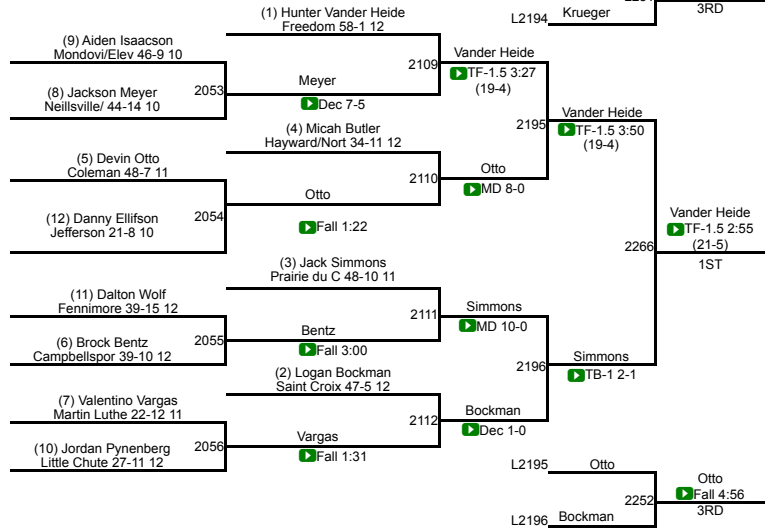 (1) Hunter Vander Heide
Freedom 58-1 12
L2194 Krueger
3RD
(9) Aiden Isaacson
Mondovi/Elev 46-9 10
2053
(8) Jackson Meyer
Neillsville/ 44-14 10
Meyer
Dec 7-5
2109
Vander Heide
TF-1.5 3:27
(19-4)
(4) Micah Butler
Hayward/Nort 34-11 12
2195
Vander Heide
TF-1.5 3:50
(19-4)
(5) Devin Otto
Coleman 48-7 11
2110
Otto
MD 8-0
Otto
2054
(12) Danny Ellifson
Jefferson 21-8 10
Fall 1:22
Vander Heide
TF-1.5 2:55
(21-5)
2266
1ST
(3) Jack Simmons
Prairie du C 48-10 11
(11) Dalton Wolf
Fennimore 39-15 12
2111
Simmons
MD 10-0
2055
Bentz
Fall 3:00
(6) Brock Bentz
Campbellspor 39-10 12
2196
Simmons
TB-1 2-1
(2) Logan Bockman
Saint Croix 47-5 12
(7) Valentino Vargas
Martin Luthe 22-12 11
2112
Bockman
Dec 1-0
2056
Vargas
Fall 1:31
(10) Jordan Pynenberg
Little Chute 27-11 12
L2195 Otto
2252
Otto
Fall 4:56
3RD
L2196 Bockman